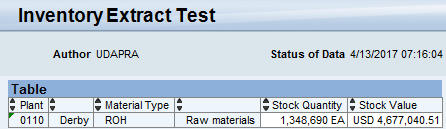 Inventory Extract Test
Author UDAPRA Status of Data 4/13/2017 07:16:04
Table
Plant Material Type Stock Quantity Stock Value
0110 Derby ROH Raw materials 1,348,690 EA USD 4,677,040.51